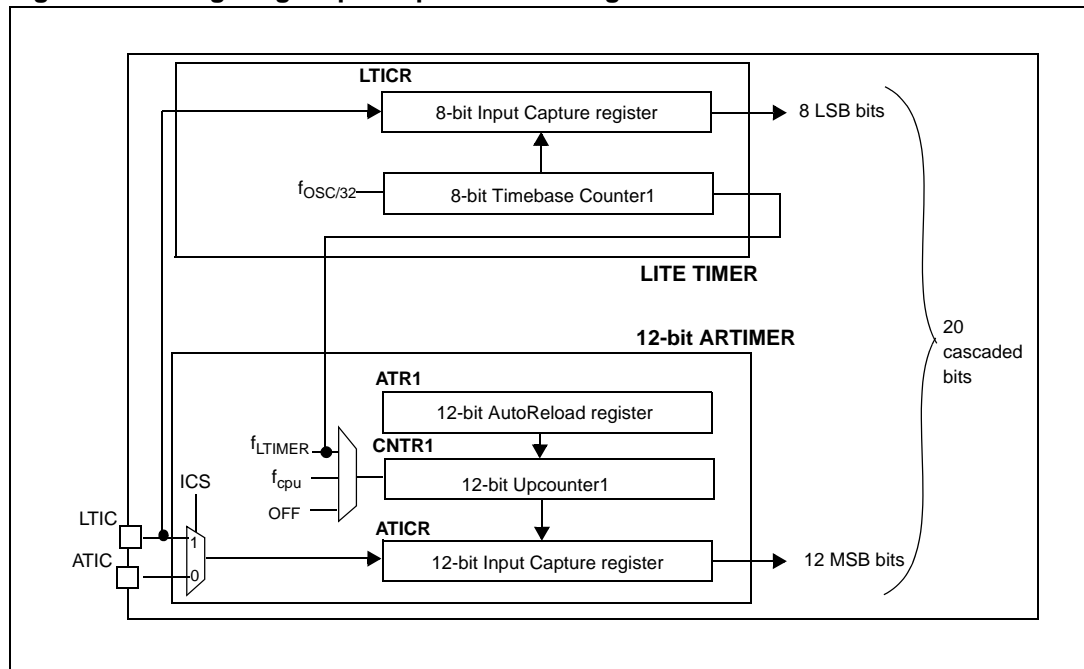 LTICR
8-bit Input Capture register
8 LSB bits
fOSC/32
8-bit Timebase Counter1
LITE TIMER
12-bit ARTIMER
20
cascaded
bits
ATR1
12-bit AutoReload register
fLTIMER
CNTR1
fcpu
12-bit Upcounter1
OFF
ICS
LTIC
1
ATICR
ATIC
0
12-bit Input Capture register
12 MSB bits